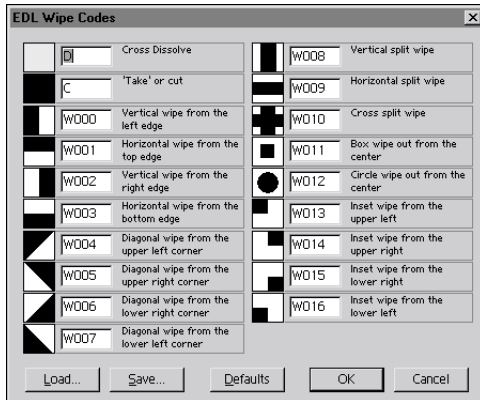 EDL Wipe Codes
D Cross Dissolve
C 'Take' or cut
W000 Vertical wipe from the
left edge
W001 Horizontal wipe from the
top edge
W002 Vertical wipe from the
right edge
W003 Horizontal wipe from the
bottom edge
W004 Diagonal wipe from the
upper left corner
W005 Diagonal wipe from the
upper right corner
W006 Diagonal wipe from the
lower right corner
W007 Diagonal wipe from the
lower left corner
W008 Vertical split wipe
W009 Horizontal split wipe
W010 Cross split wipe
W011 Box wipe out from the
center
W012 Circle wipe out from the
center
W013 Inset wipe from the
upper left
W014 Inset wipe from the
upper right
W015 Inset wipe from the
lower right
W016 Inset wipe from the
lower left
Load... Save... Defaults OK Cancel